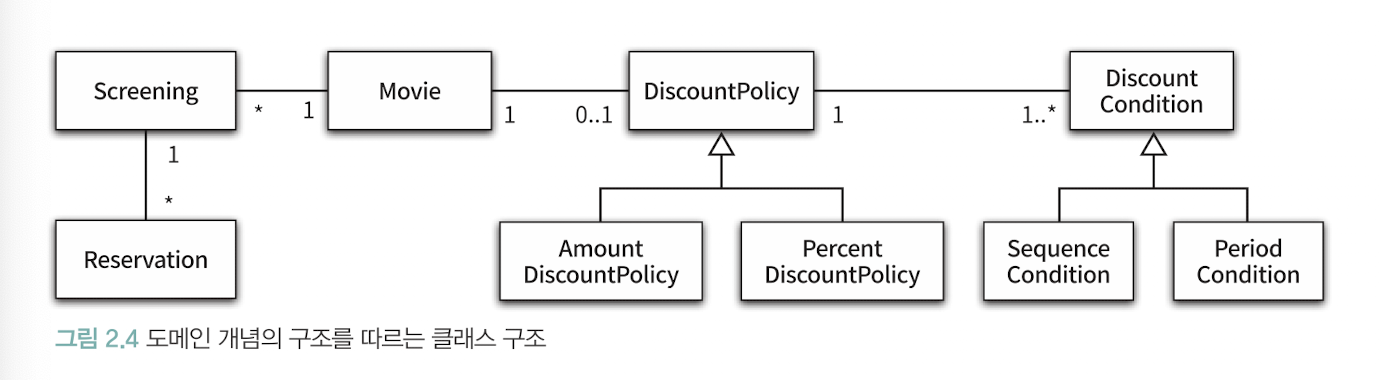 Screening
*
1
Movie
1
0..1
DiscountPolicy
1
1..*
Discount
Condition
1
*
Reservation
Amount
DiscountPolicy
Percent
DiscountPolicy
Sequence
Condition
Period
Condition
그림 2.4 도메인 개념의 구조를 따르는 클래스 구조